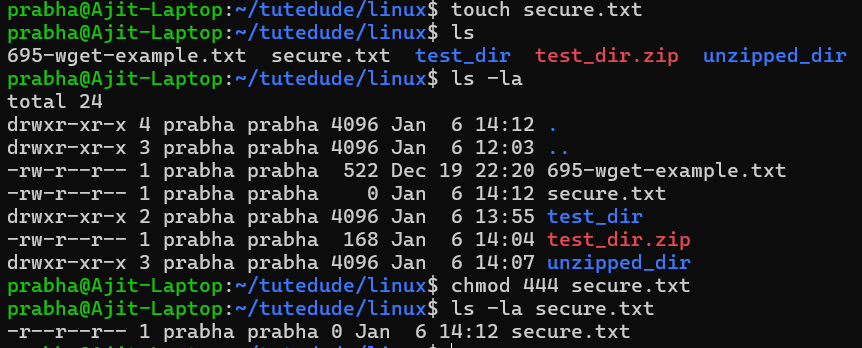 prabha@Ajit-Laptop:~/tutedude/linux$ touch secure.txt
prabha@Ajit-Laptop:~/tutedude/linux$ ls
695-wget-example.txt  secure.txt  test_dir  test_dir.zip  unzipped_dir
prabha@Ajit-Laptop:~/tutedude/linux$ ls -la
total 24
drwxr-xr-x 4 prabha prabha 4096 Jan  6 14:12 .
drwxr-xr-x 3 prabha prabha 4096 Jan  6 12:03 ..
-rw-r--r-- 1 prabha prabha  522 Dec 19 22:20 695-wget-example.txt
-rw-r--r-- 1 prabha prabha    0 Jan  6 14:12 secure.txt
drwxr-xr-x 2 prabha prabha 4096 Jan  6 13:55 test_dir
-rw-r--r-- 1 prabha prabha  168 Jan  6 14:04 test_dir.zip
drwxr-xr-x 3 prabha prabha 4096 Jan  6 14:07 unzipped_dir
prabha@Ajit-Laptop:~/tutedude/linux$ chmod 444 secure.txt
prabha@Ajit-Laptop:~/tutedude/linux$ ls -la secure.txt
-r--r--r-- 1 prabha prabha 0 Jan  6 14:12 secure.txt